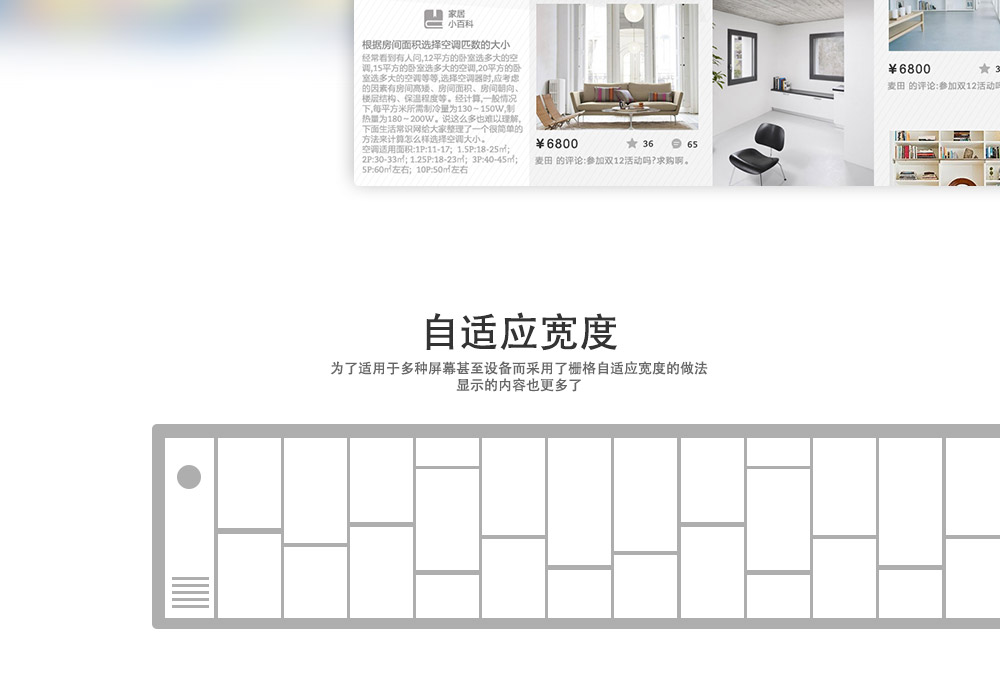 家居
小百科
根据房间面积选择空调匹数的大小
经常看到有人问,12平方的卧室选多大的空
调,15平方的卧室选多大的空调,20平方的卧
室选多大的空调等等,选择空调器时,应考虑
的因素有房间高矮、房间面积、房间朝向、
楼层结构、保温程度等。经计算,一般情况
下,每平方米所需制冷量为130～150W,制
热量为180～200W。说这么多也难以理解,
下面生活常识网给大家整理了一个很简单的
方法来计算怎么样选择空调大小。
空调适用面积:1P:11-17; 1.5P:18-25㎡;
2P:30-33㎡; 1.25P:18-23㎡; 3P:40-45㎡;
5P:60㎡左右; 10P:50㎡左右
¥6800 36 65
麦田 的评论:参加双12活动吗?求购啊。
¥6800 3
麦田 的评论:参加双12活动吗
自适应宽度
为了适用于多种屏幕甚至设备而采用了栅格自适应宽度的做法
显示的内容也更多了